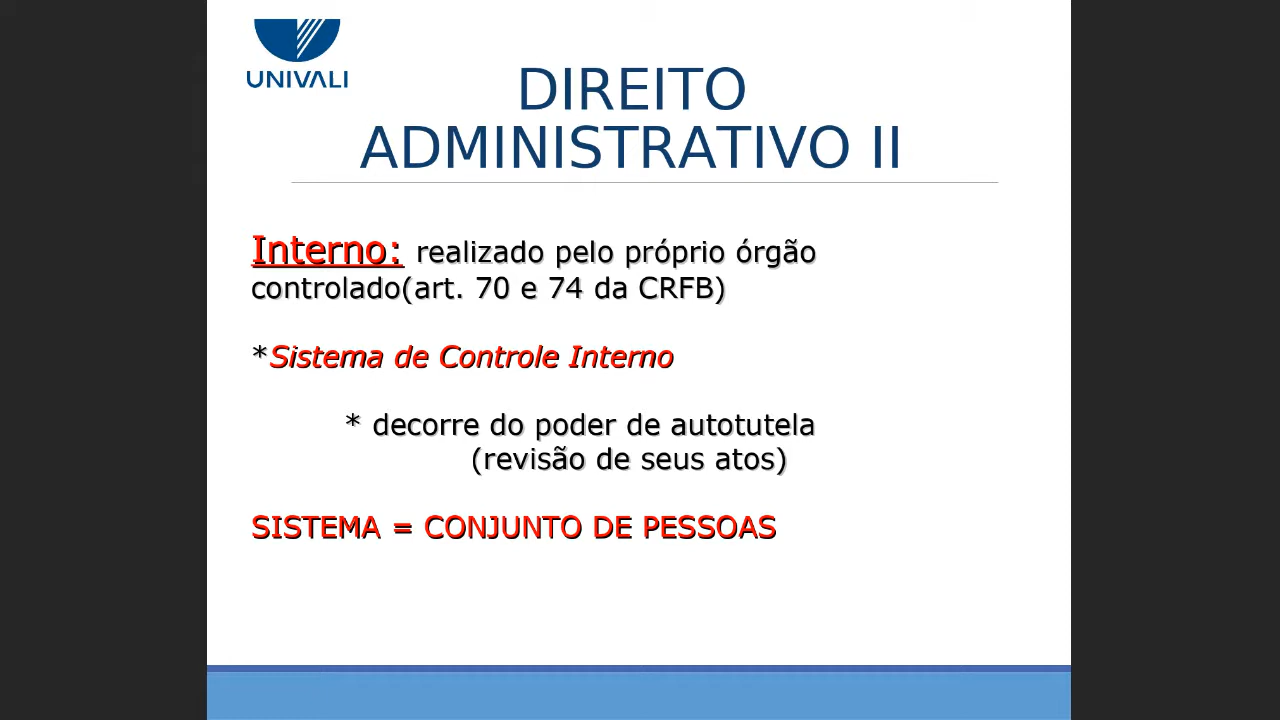 UNIVALI
DIREITO
ADMINISTRATIVO II
Interno: realizado pelo próprio órgão
controlado(art. 70 e 74 da CRFB)
*Sistema de Controle Interno
* decorre do poder de autotutela
(revisão de seus atos)
SISTEMA = CONJUNTO DE PESSOAS